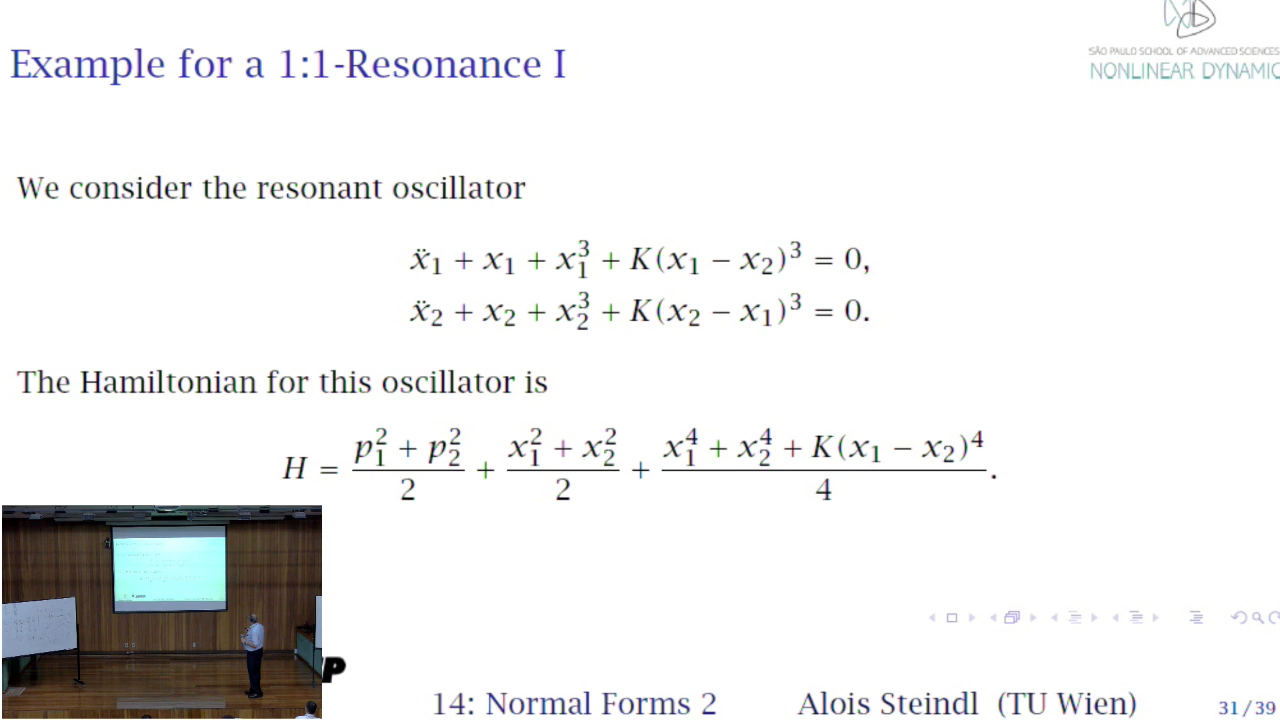 Example for a 1:1-Resonance I
SÃO PAULO SCHOOL OF ADVANCED SCIENCES
NONLINEAR DYNAMIC
We consider the resonant oscillator
ẍ₁ + x₁ + x₁³ + K(x₁ − x₂)³ = 0,
ẍ₂ + x₂ + x₂³ + K(x₂ − x₁)³ = 0.
The Hamiltonian for this oscillator is
H = (p₁² + p₂²)/2 + (x₁² + x₂²)/2 + (x₁⁴ + x₂⁴ + K(x₁ − x₂)⁴)/4.
P
14: Normal Forms 2 Alois Steindl (TU Wien) 31/39